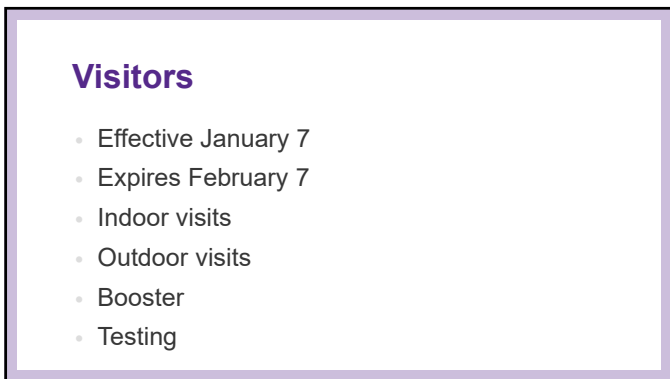 Visitors
Effective January 7
Expires February 7
Indoor visits
Outdoor visits
Booster
Testing